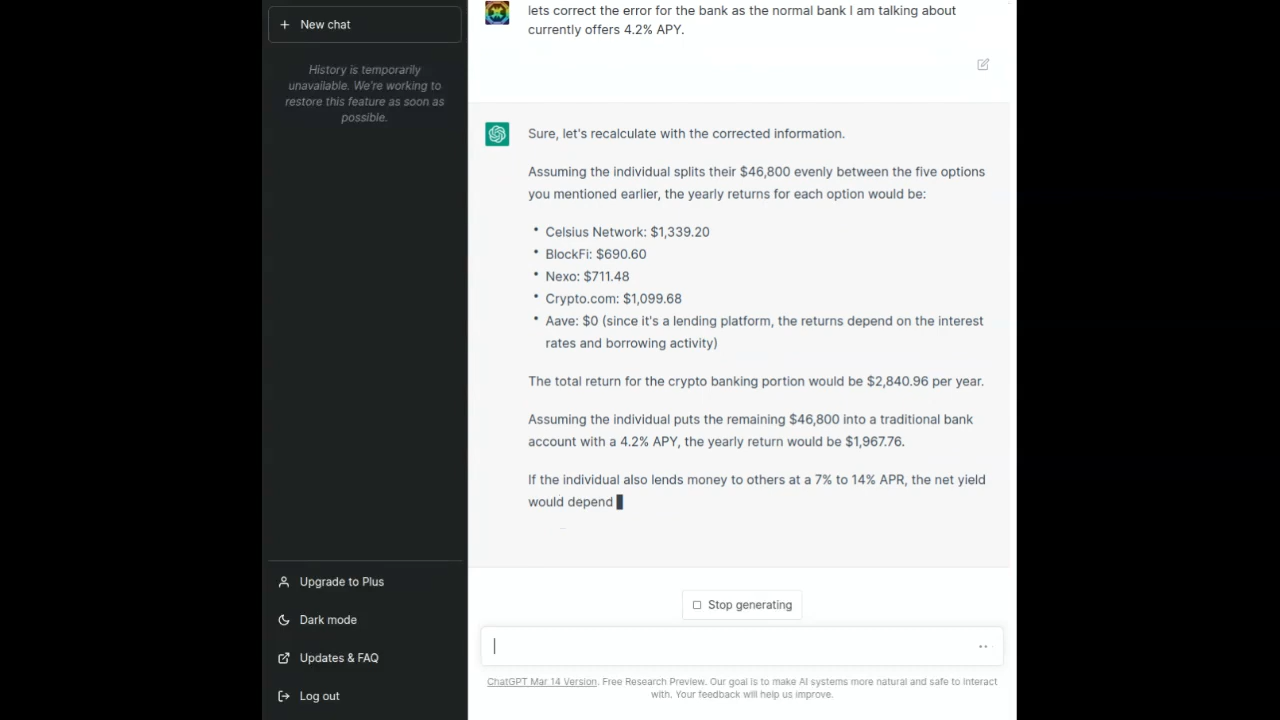 New chat
History is temporarily
unavailable. We're working to
restore this feature as soon as
possible.
Upgrade to Plus
Dark mode
Updates & FAQ
Log out
lets correct the error for the bank as the normal bank I am talking about
currently offers 4.2% APY.
Sure, let's recalculate with the corrected information.
Assuming the individual splits their $46,800 evenly between the five options
you mentioned earlier, the yearly returns for each option would be:
• Celsius Network: $1,339.20
• BlockFi: $690.60
• Nexo: $711.48
• Crypto.com: $1,099.68
• Aave: $0 (since it's a lending platform, the returns depend on the interest
rates and borrowing activity)
The total return for the crypto banking portion would be $2,840.96 per year.
Assuming the individual puts the remaining $46,800 into a traditional bank
account with a 4.2% APY, the yearly return would be $1,967.76.
If the individual also lends money to others at a 7% to 14% APR, the net yield
would depend
Stop generating
ChatGPT Mar 14 Version. Free Research Preview. Our goal is to make AI systems more natural and safe to interact
with. Your feedback will help us improve.